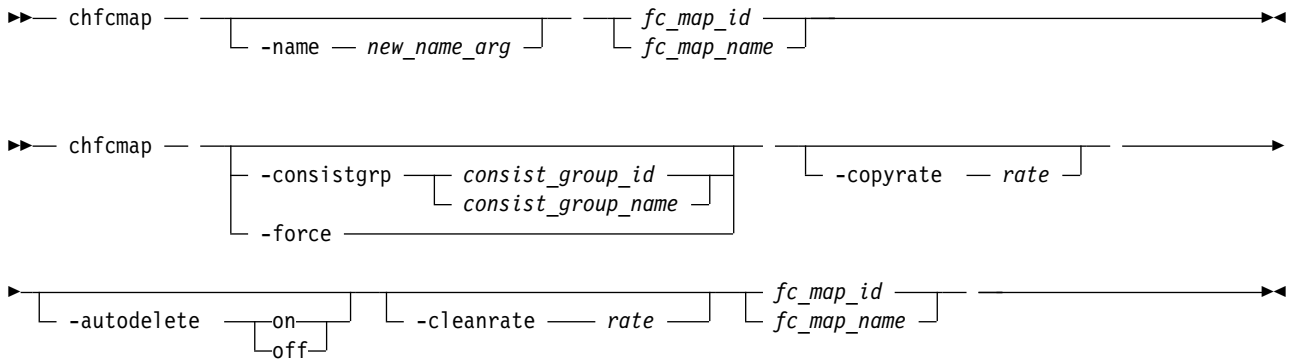 chfcmap -name new_name_arg fc_map_id
fc_map_name
chfcmap -consistgrp consist_group_id -copyrate rate
consist_group_name
-force
-autodelete on -cleanrate rate fc_map_id
off fc_map_name